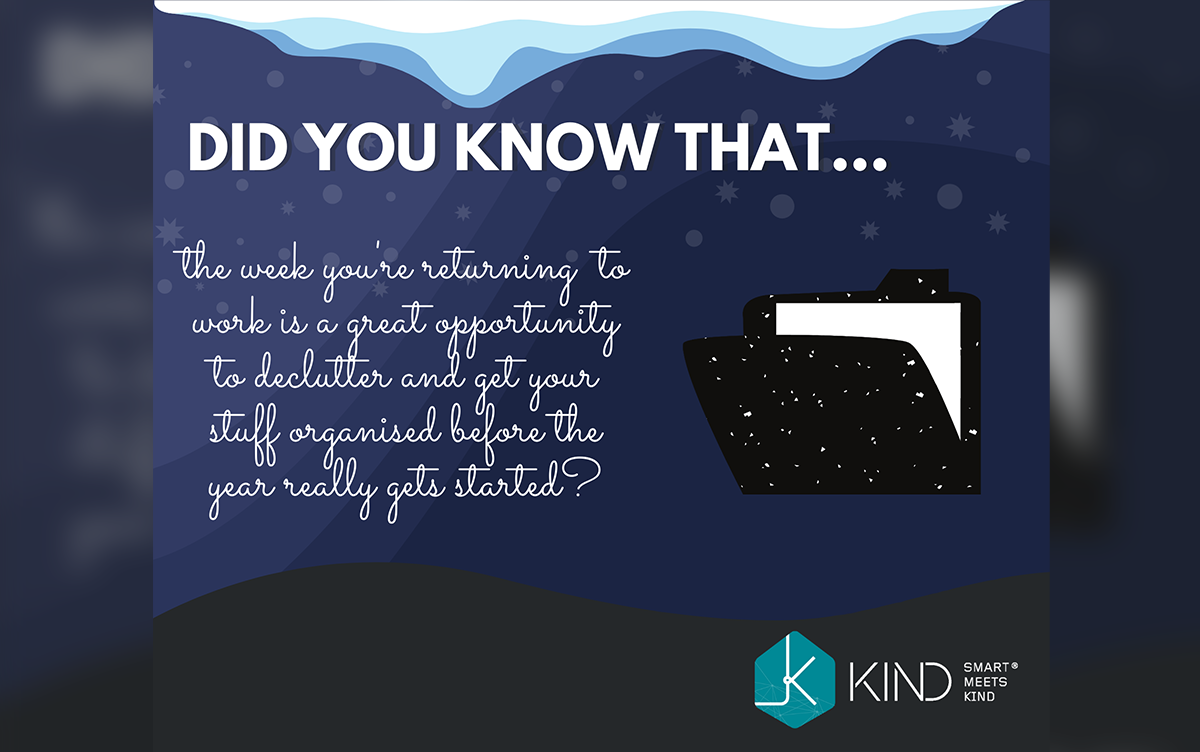 DID YOU KNOW THAT...
the week you're returning to
work is a great opportunity
to declutter and get your
stuff organised before the
year really gets started?
KIND
SMART®
MEETS
KIND